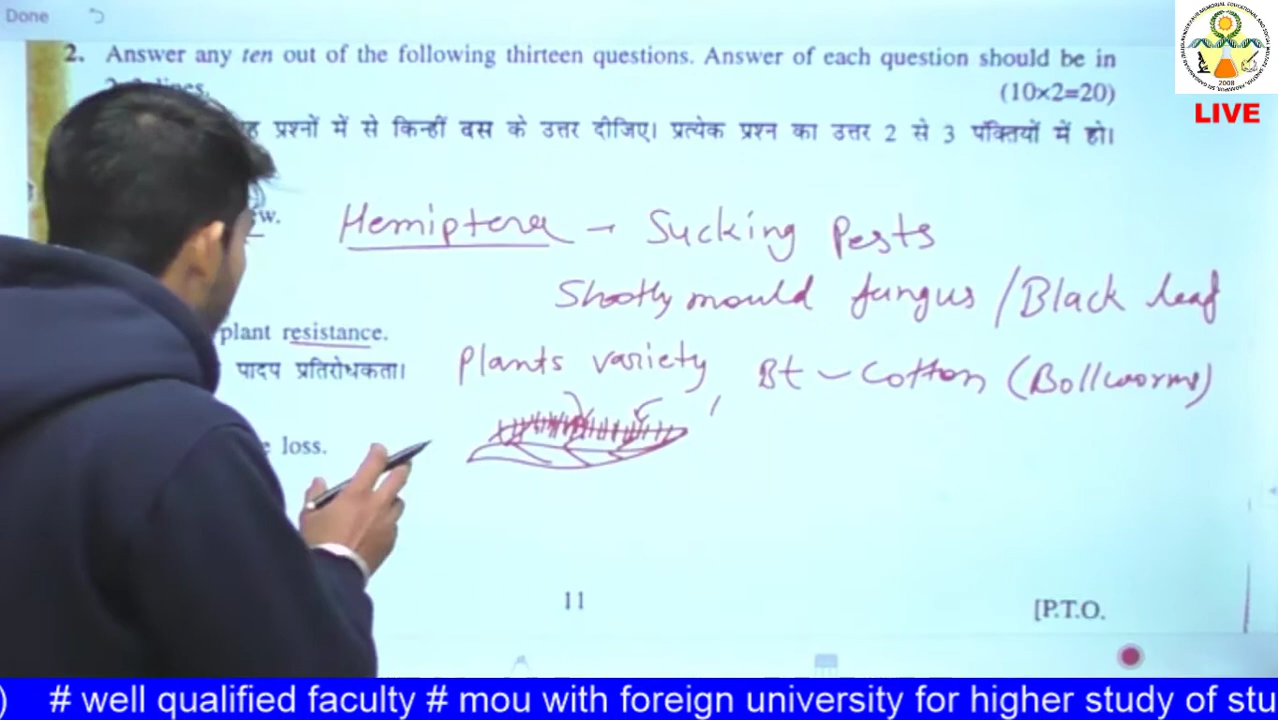 Done
2. Answer any ten out of the following thirteen questions. Answer of each question should be in
(10×2=20)
प्रश्नों में से किन्हीं दस के उत्तर दीजिए। प्रत्येक प्रश्न का उत्तर 2 से 3 पंक्तियों में हो।
Hemiptera → Sucking Pests
Shootly mould fungus / Black leaf
plant resistance.
पादप प्रतिरोधकता।
Plants variety Bt – Cotton (Bollworms)
loss.
11
[P.T.O.
2008
LIVE
) # well qualified faculty # mou with foreign university for higher study of stu